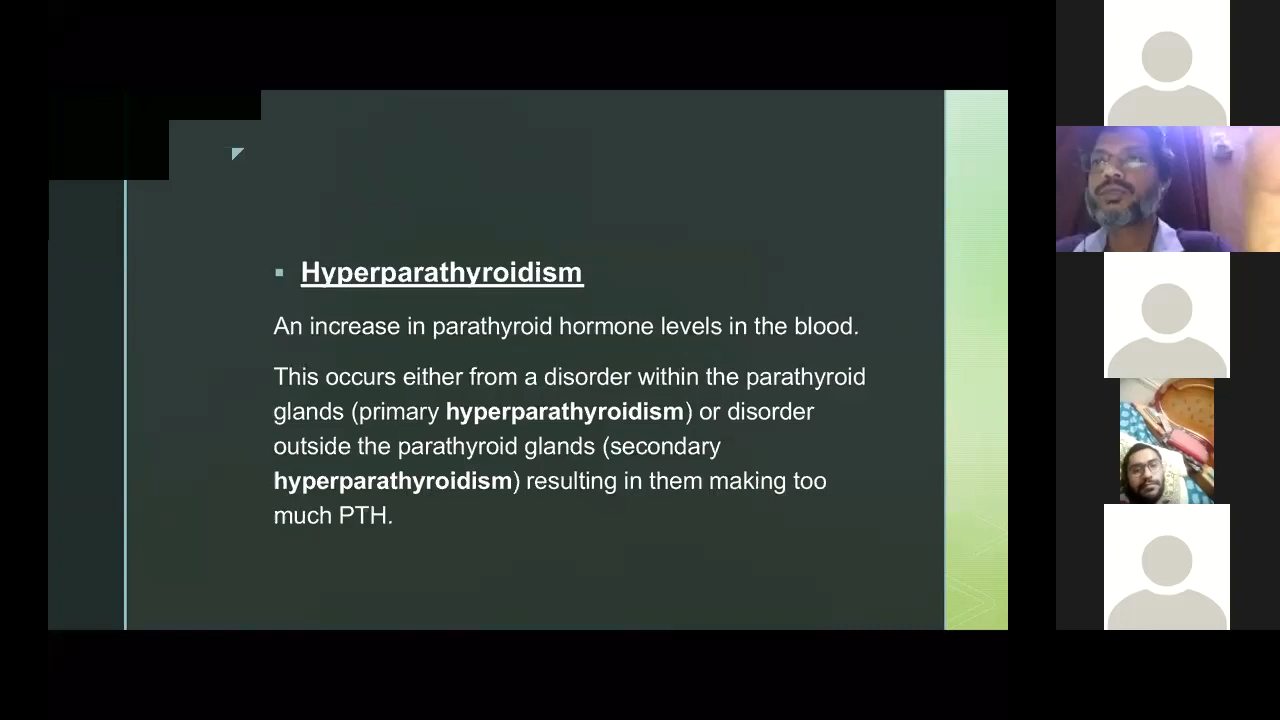 Hyperparathyroidism
An increase in parathyroid hormone levels in the blood.
This occurs either from a disorder within the parathyroid
glands (primary hyperparathyroidism) or disorder
outside the parathyroid glands (secondary
hyperparathyroidism) resulting in them making too
much PTH.